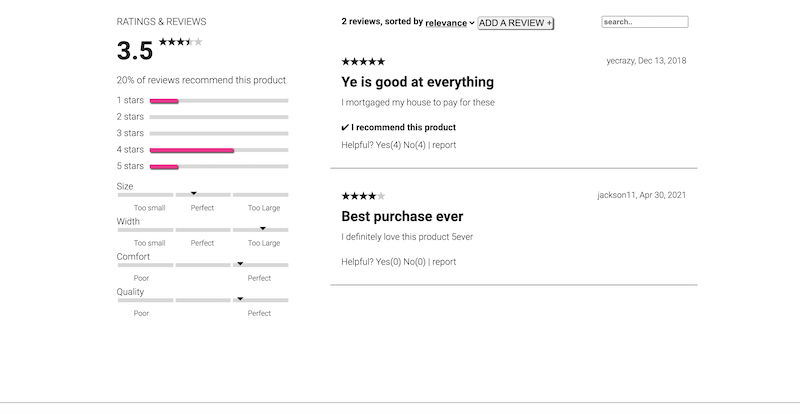 RATINGS & REVIEWS
3.5
20% of reviews recommend this product
1 stars
2 stars
3 stars
4 stars
5 stars
Size
Too small Perfect Too Large
Width
Too small Perfect Too Large
Comfort
Poor Perfect
Quality
Poor Perfect
2 reviews, sorted by relevance ADD A REVIEW + search..
yecrazy, Dec 13, 2018
Ye is good at everything
I mortgaged my house to pay for these
✔ I recommend this product
Helpful? Yes(4) No(4) | report
jackson11, Apr 30, 2021
Best purchase ever
I definitely love this product 5ever
Helpful? Yes(0) No(0) | report